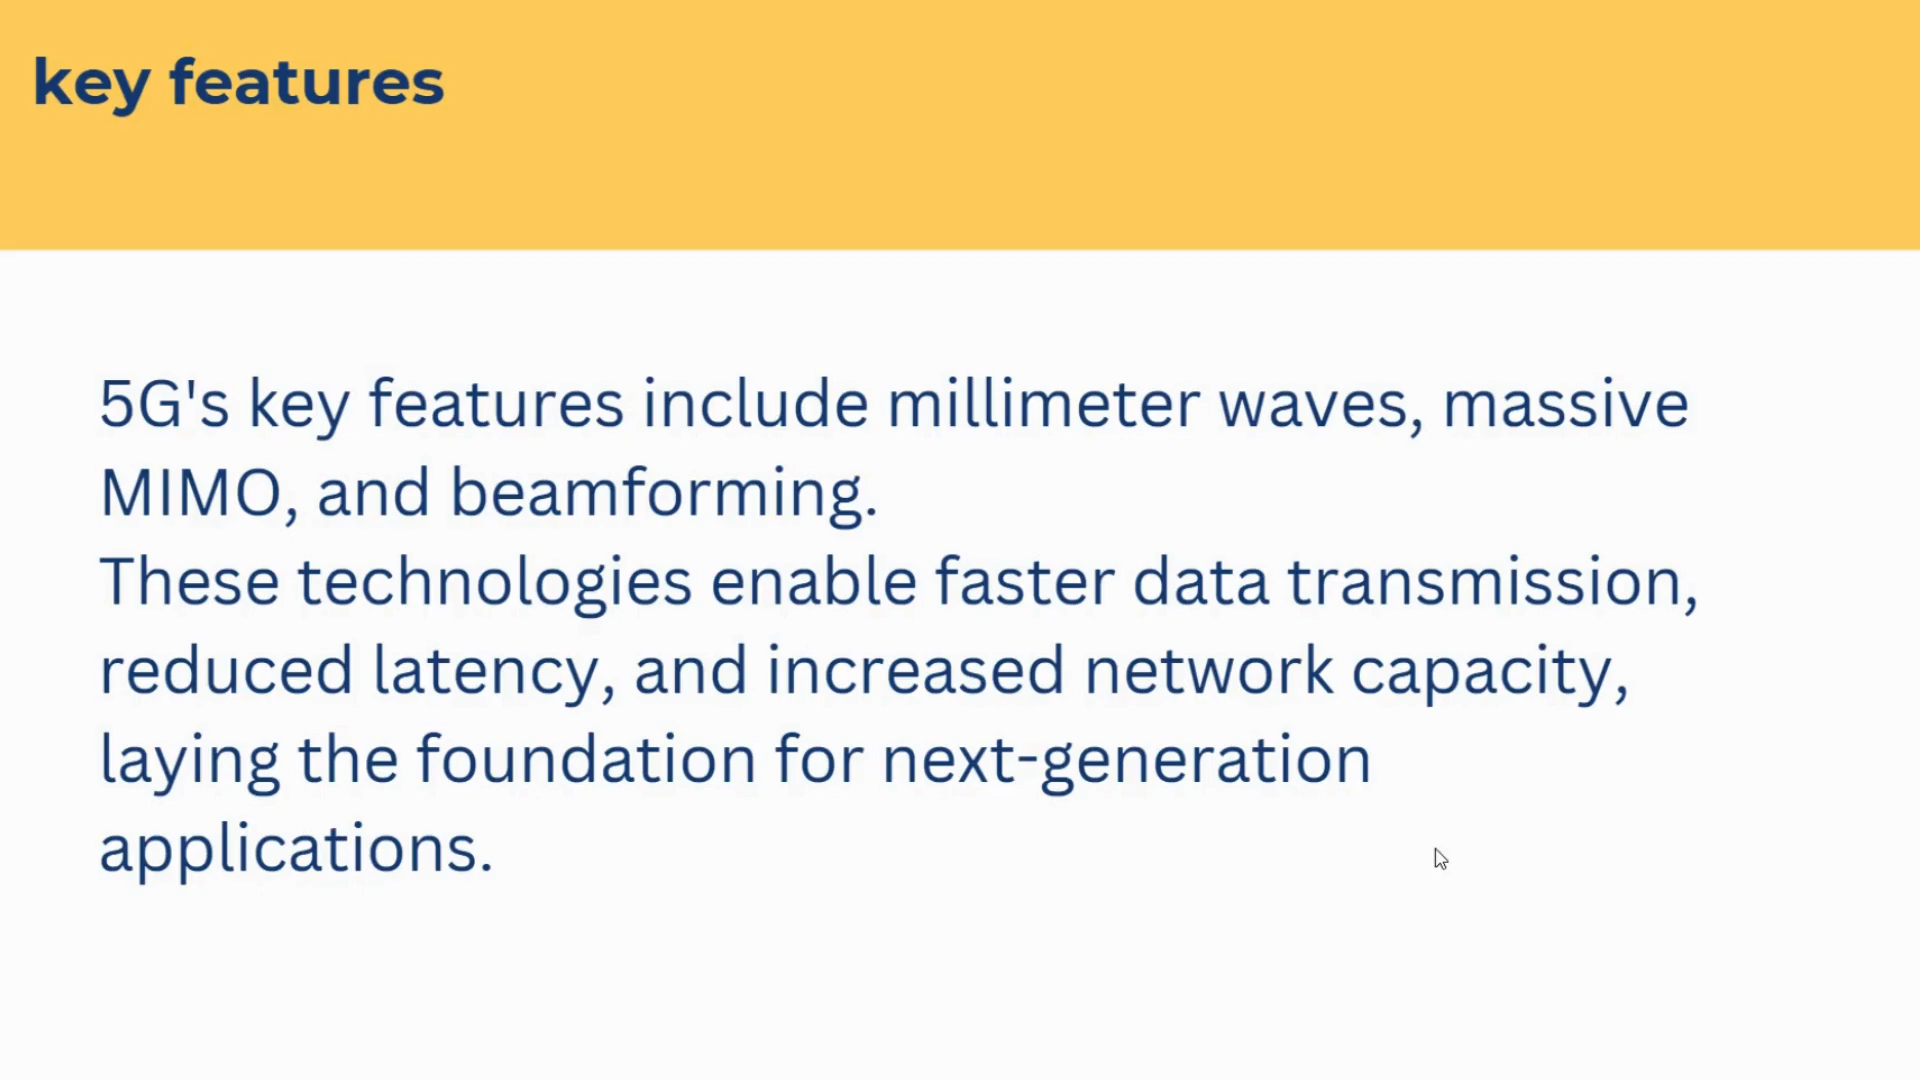 key features
5G's key features include millimeter waves, massive
MIMO, and beamforming.
These technologies enable faster data transmission,
reduced latency, and increased network capacity,
laying the foundation for next-generation
applications.